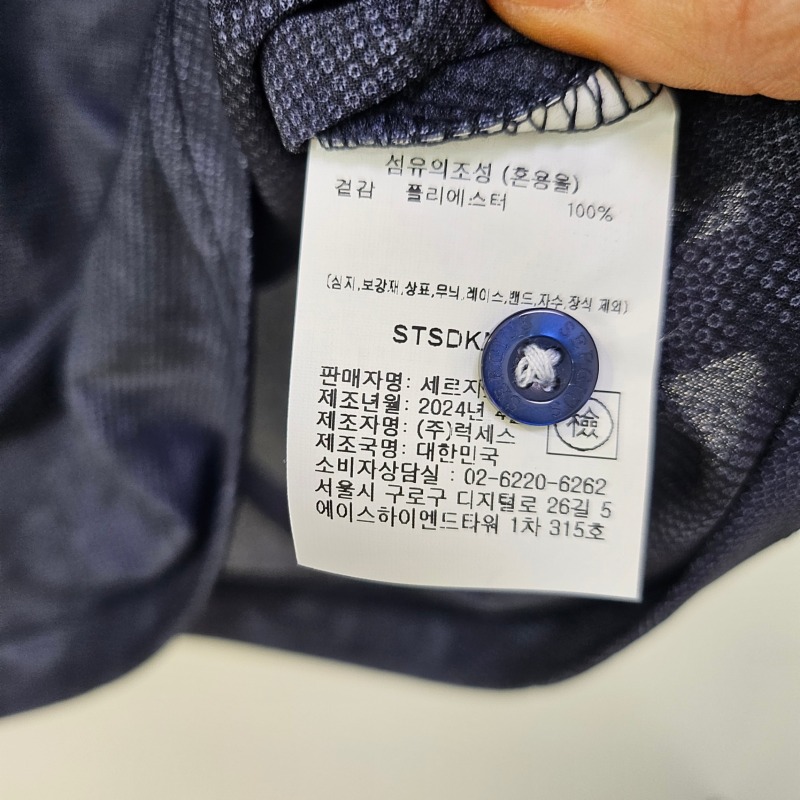 섬유의조성 (혼용율)
겉감 폴리에스터 100%
(심지,보강재,상표,무늬,레이스,밴드,자수,장식 제외)
STSDK
판매자명: 세르지
제조년월: 2024년 4
檢
제조자명: (주)럭세스
제조국명: 대한민국
소비자상담실 : 02-6220-6262
서울시 구로구 디지털로 26길 5
에이스하이엔드타워 1차 315호